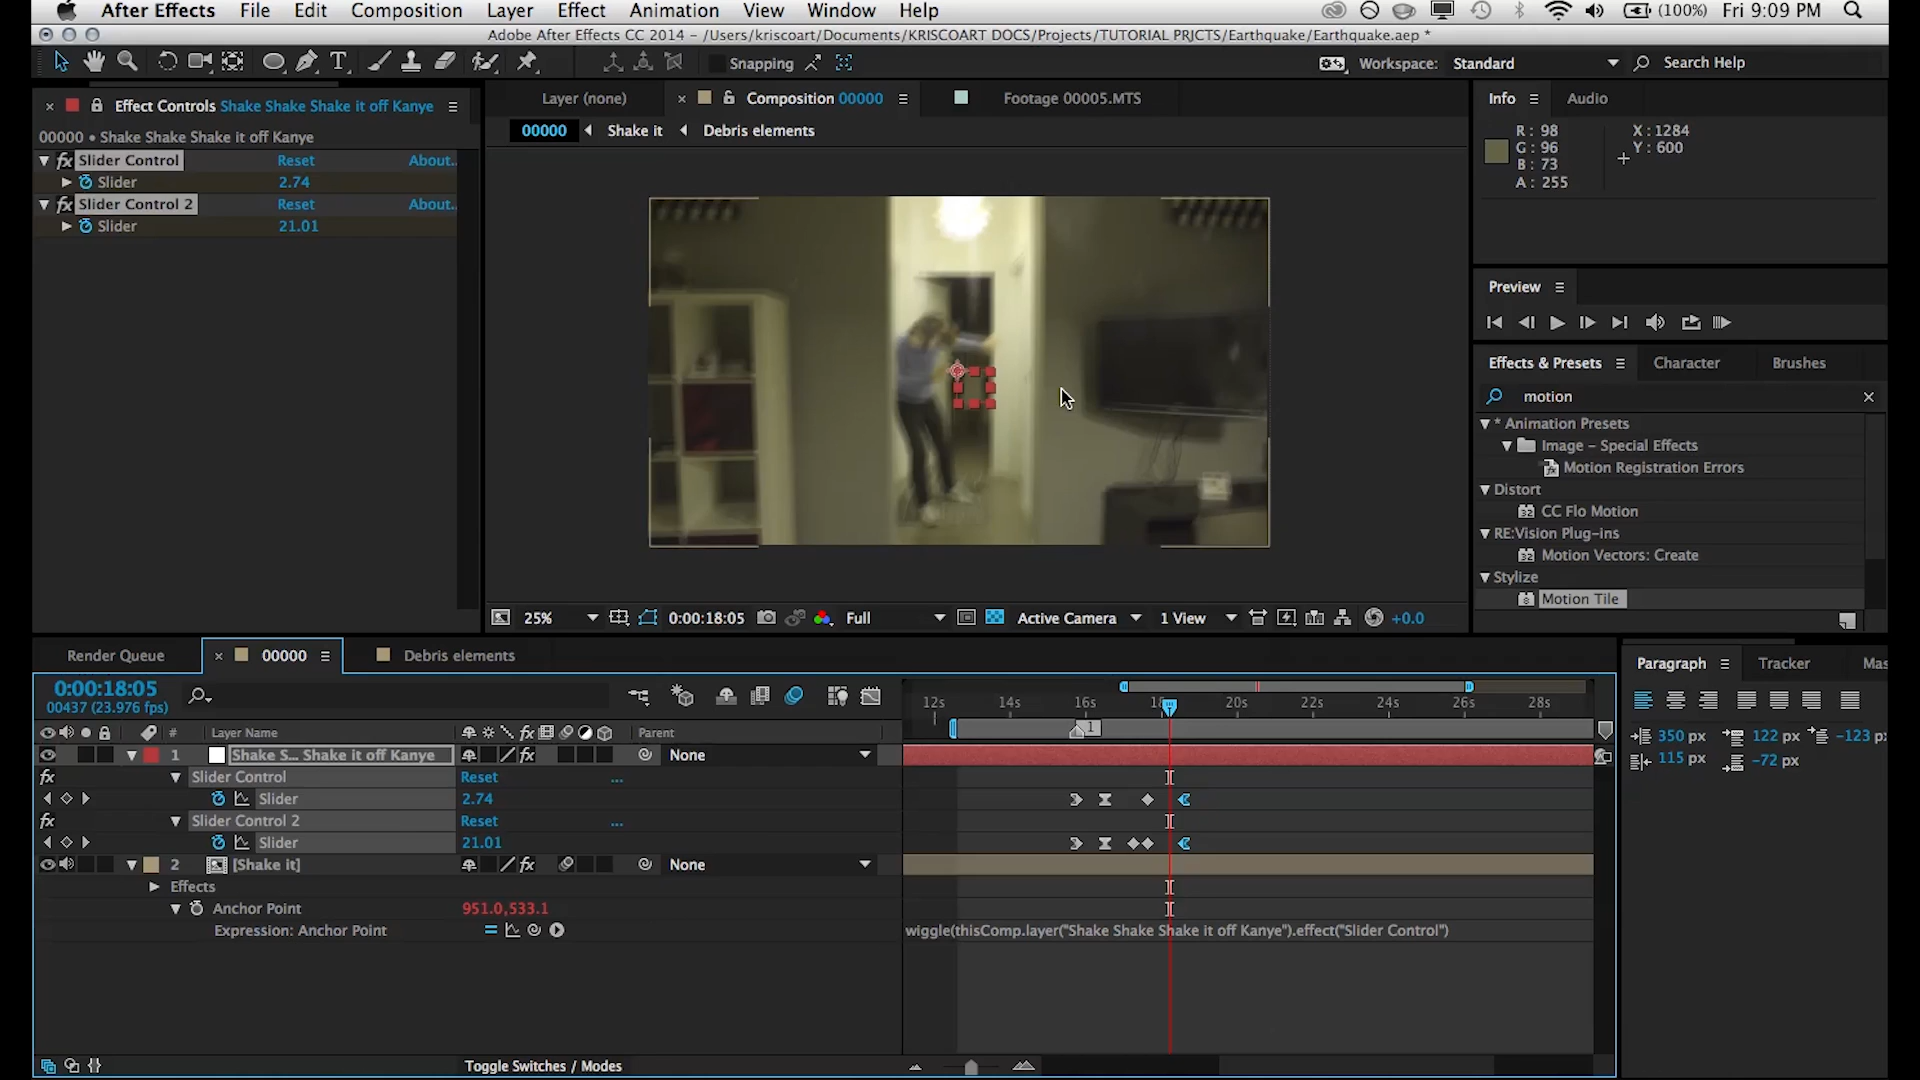 After Effects File Edit Composition Layer Effect Animation View Window Help (100%) Fri 9:09 PM
Adobe After Effects CC 2014 - /Users/kriscoart/Documents/KRISCOART DOCS/Projects/TUTORIAL PRJCTS/Earthquake/Earthquake.aep *
Snapping Workspace: Standard Search Help
Effect Controls Shake Shake Shake it off Kanye
00000 • Shake Shake Shake it off Kanye
fx Slider Control Reset About..
Slider 2.74
fx Slider Control 2 Reset About..
Slider 21.01
Layer (none) Composition 00000 Footage 00005.MTS
00000 Shake it Debris elements
25% 0:00:18:05 Full Active Camera 1 View +0.0
Info Audio
R: 98 X: 1284
G: 96 Y: 600
B: 73
A: 255
Preview
Effects & Presets Character Brushes
motion
* Animation Presets
Image – Special Effects
Motion Registration Errors
Distort
CC Flo Motion
RE:Vision Plug-ins
Motion Vectors: Create
Stylize
Motion Tile
Render Queue 00000 Debris elements
0:00:18:05
00437 (23.976 fps)
12s 14s 16s 18 20s 22s 24s 26s 28s
1
# Layer Name fx Parent
1 Shake S... Shake it off Kanye fx None
fx Slider Control Reset ...
Slider 2.74
fx Slider Control 2 Reset ...
Slider 21.01
2 [Shake it] fx None
Effects
Anchor Point 951.0,533.1
Expression: Anchor Point wiggle(thisComp.layer("Shake Shake Shake it off Kanye").effect("Slider Control")
Toggle Switches / Modes
Paragraph Tracker Mas
350 px 122 px -123 px
115 px -72 px